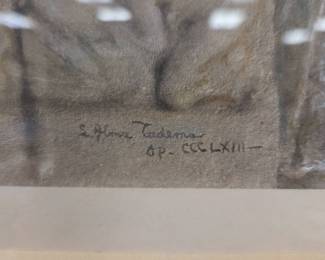 L Alma Tadema
Op- CCCLXIII-